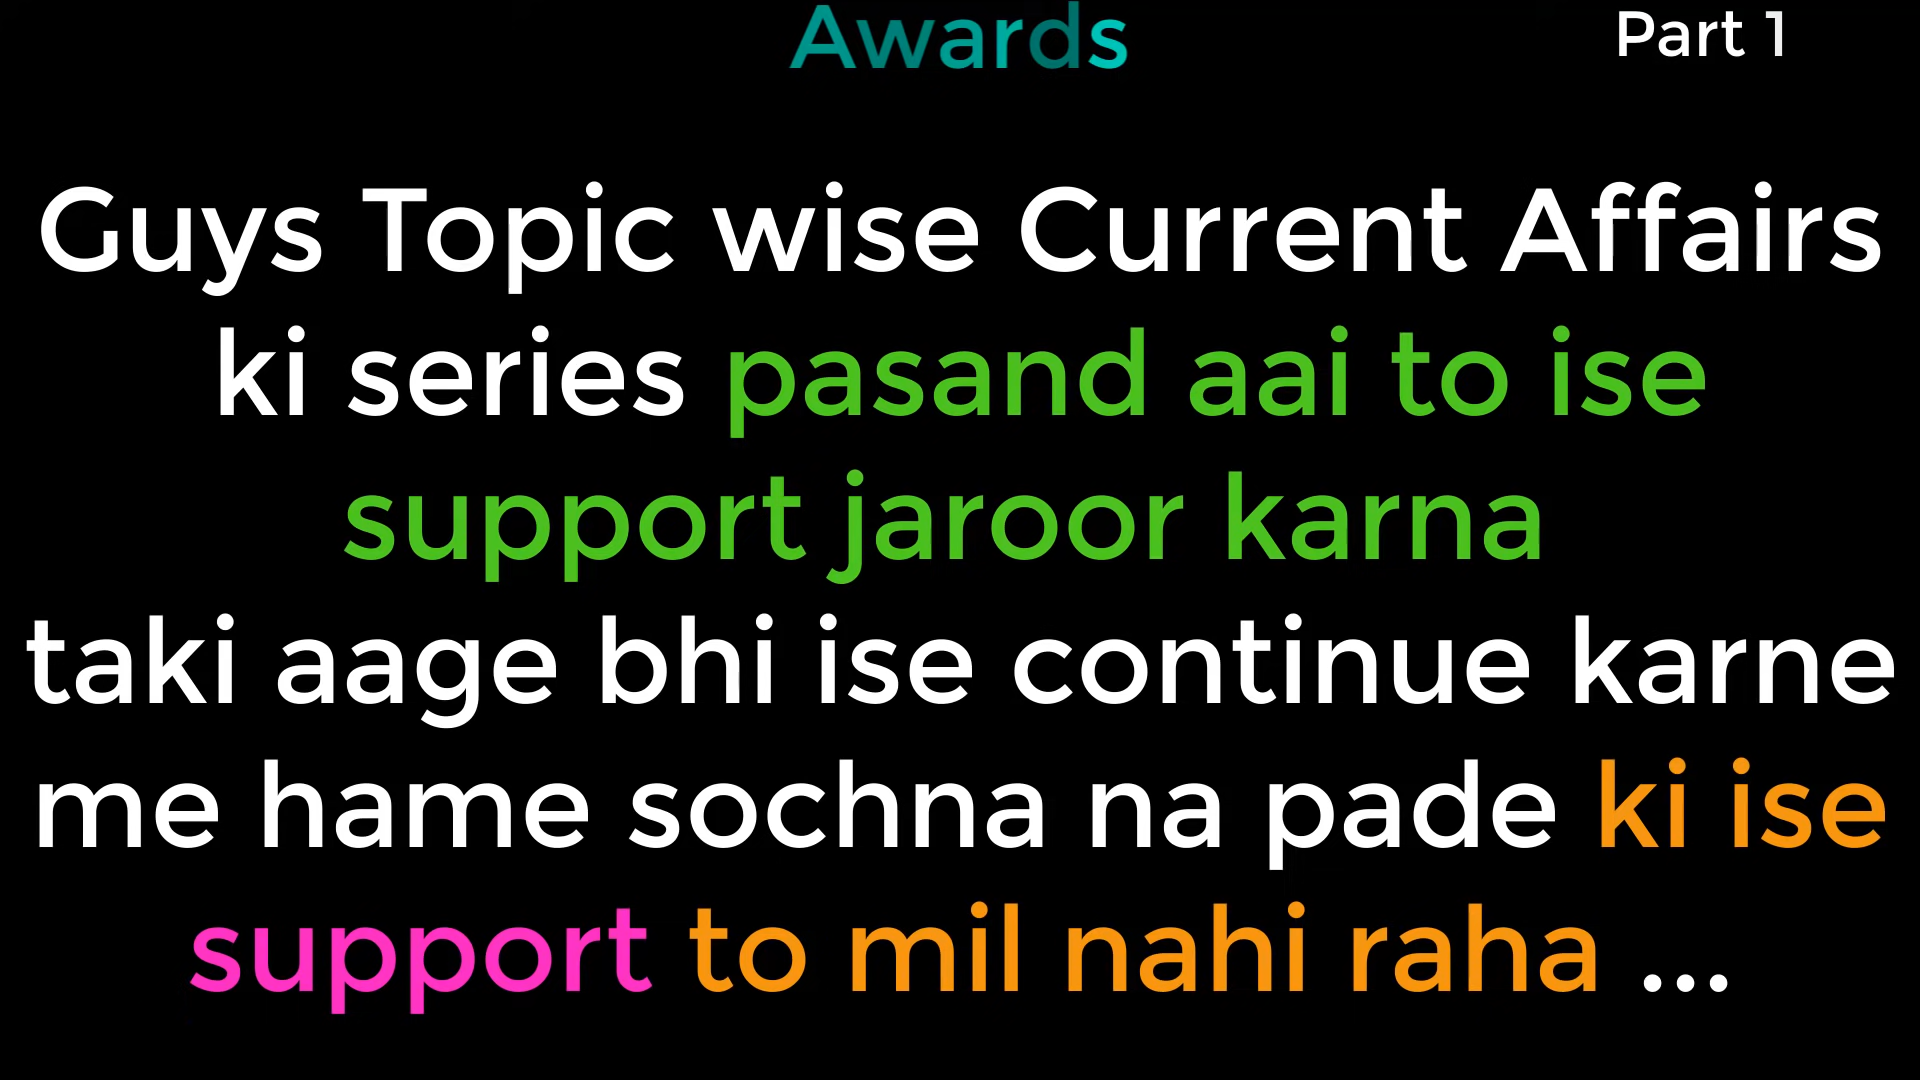 Awards
Part 1
Guys Topic wise Current Affairs
ki series pasand aai to ise
support jaroor karna
taki aage bhi ise continue karne
me hame sochna na pade ki ise
support to mil nahi raha ...